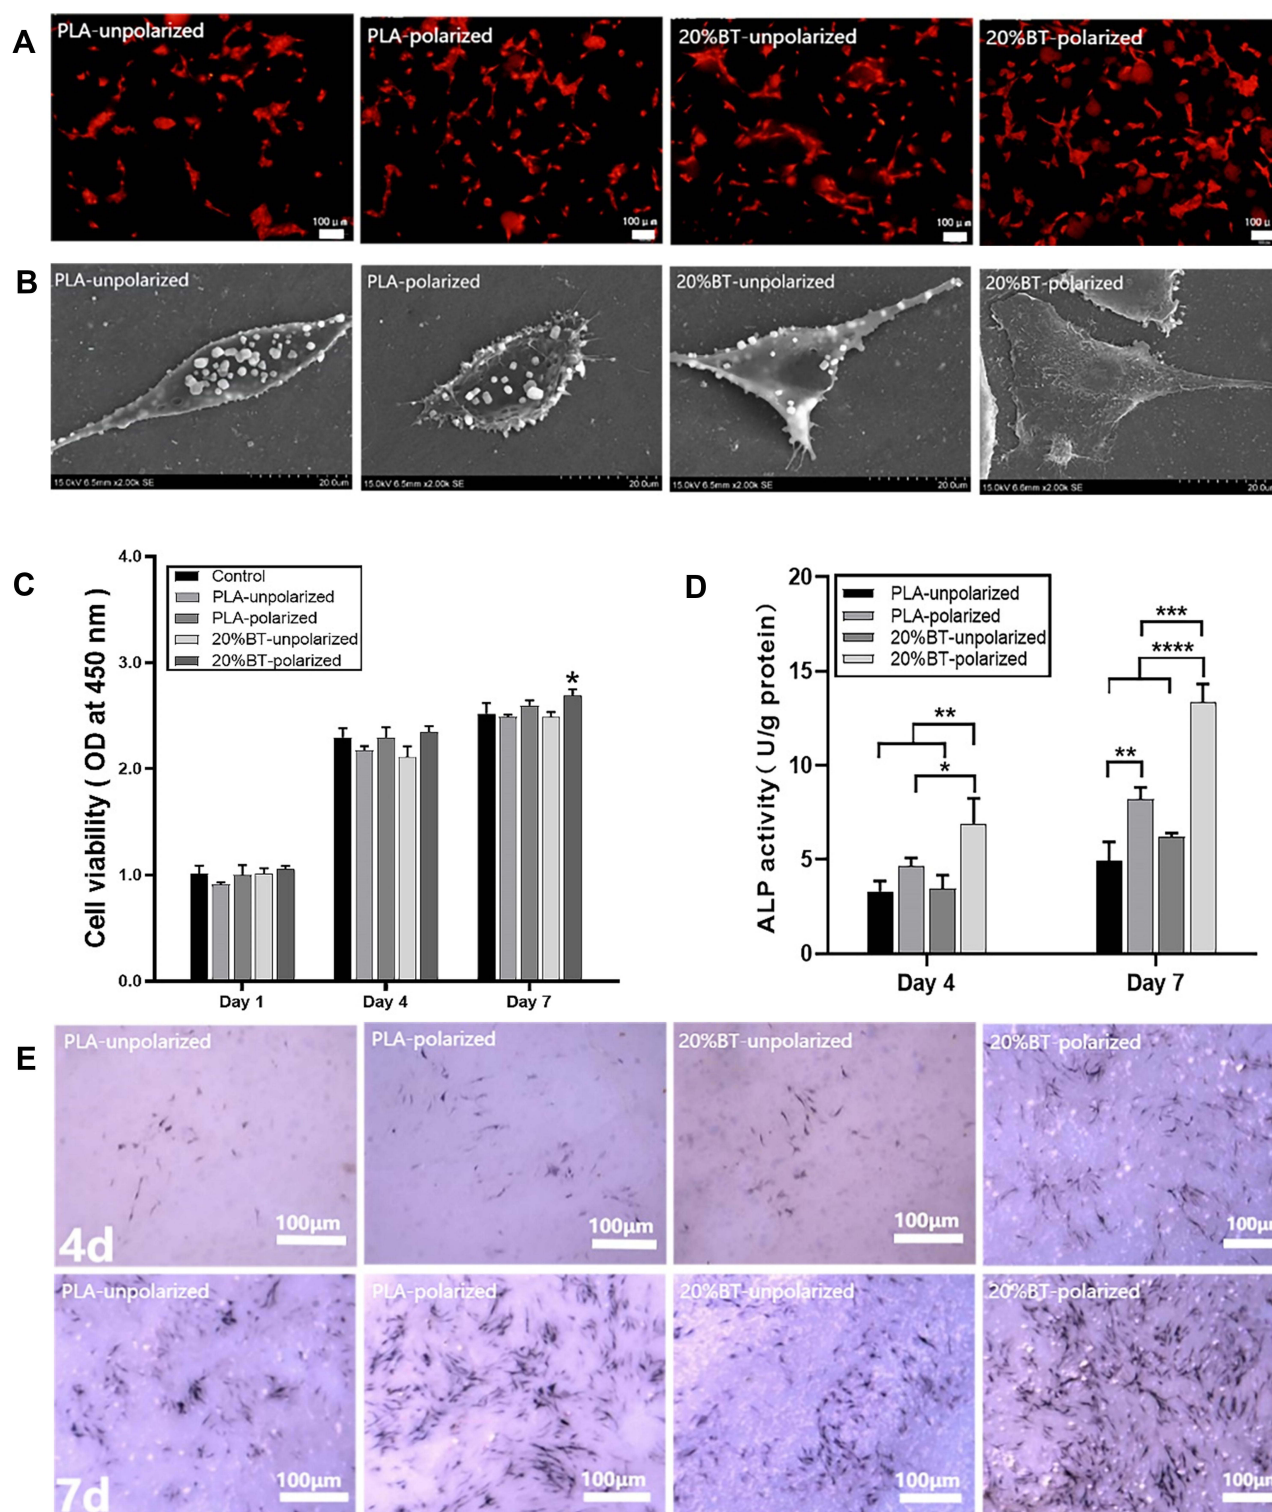 A
PLA-unpolarized
PLA-polarized
20%BT-unpolarized
20%BT-polarized
100 μm
100 μm
100 μm
100
B
PLA-unpolarized
PLA-polarized
20%BT-unpolarized
20%BT-polarized
15.0kV 6.5mm x2.00k SE 20.0um
15.0kV 6.5mm x2.00k SE 20.0um
15.0kV 6.5mm x2.00k SE 20.0um
15.0kV 6.6mm x2.00k SE 20.0um
C
Cell viability ( OD at 450 nm )
4.0
3.0
2.0
1.0
0.0
Control
PLA-unpolarized
PLA-polarized
20%BT-unpolarized
20%BT-polarized
*
Day 1
Day 4
Day 7
D
ALP activity( U/g protein)
20
15
10
5
0
PLA-unpolarized
PLA-polarized
20%BT-unpolarized
20%BT-polarized
**
*
***
****
**
Day 4
Day 7
E
PLA-unpolarized
PLA-polarized
20%BT-unpolarized
20%BT-polarized
4d
100μm
100μm
100μm
100μ
PLA-unpolarized
PLA-polarized
20%BT-unpolarized
20%BT-polarized
7d
100μm
100μm
100μm
100μ